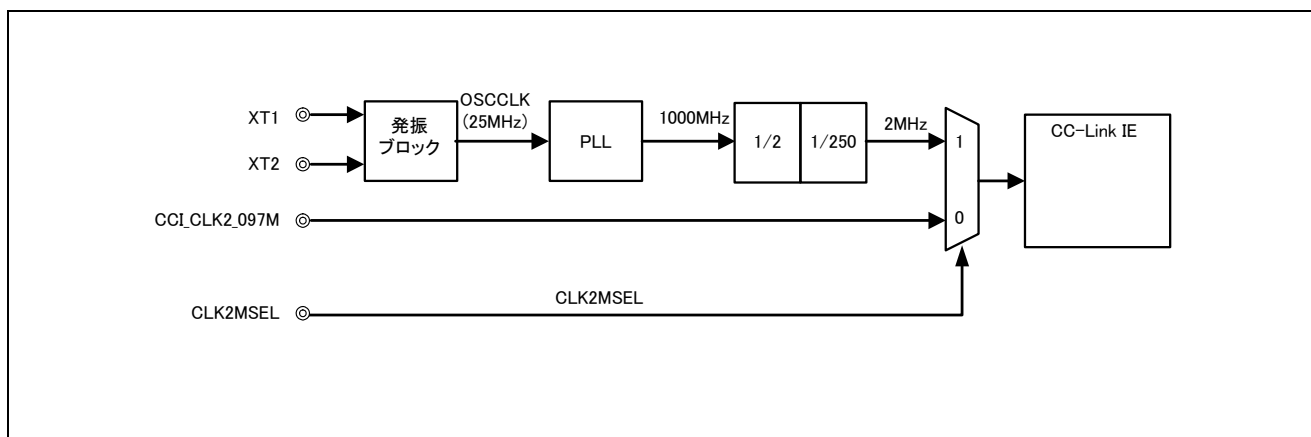 XT1
XT2
発振
ブロック
OSCCLK
(25MHz)
PLL
1000MHz
1/2
1/250
2MHz
1
0
CC-Link IE
CCI_CLK2_097M
CLK2MSEL
CLK2MSEL